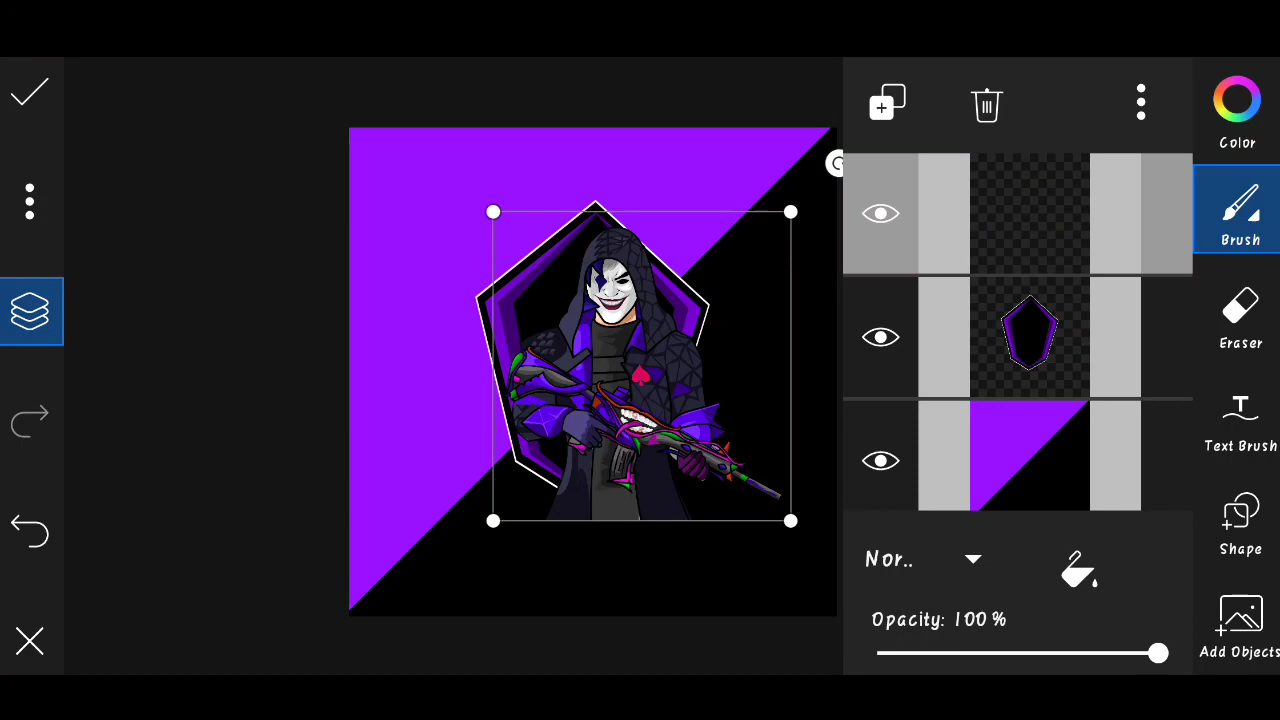 Color
Brush
Eraser
T
Text Brush
Shape
Nor..
Opacity: 100%
Add Objects